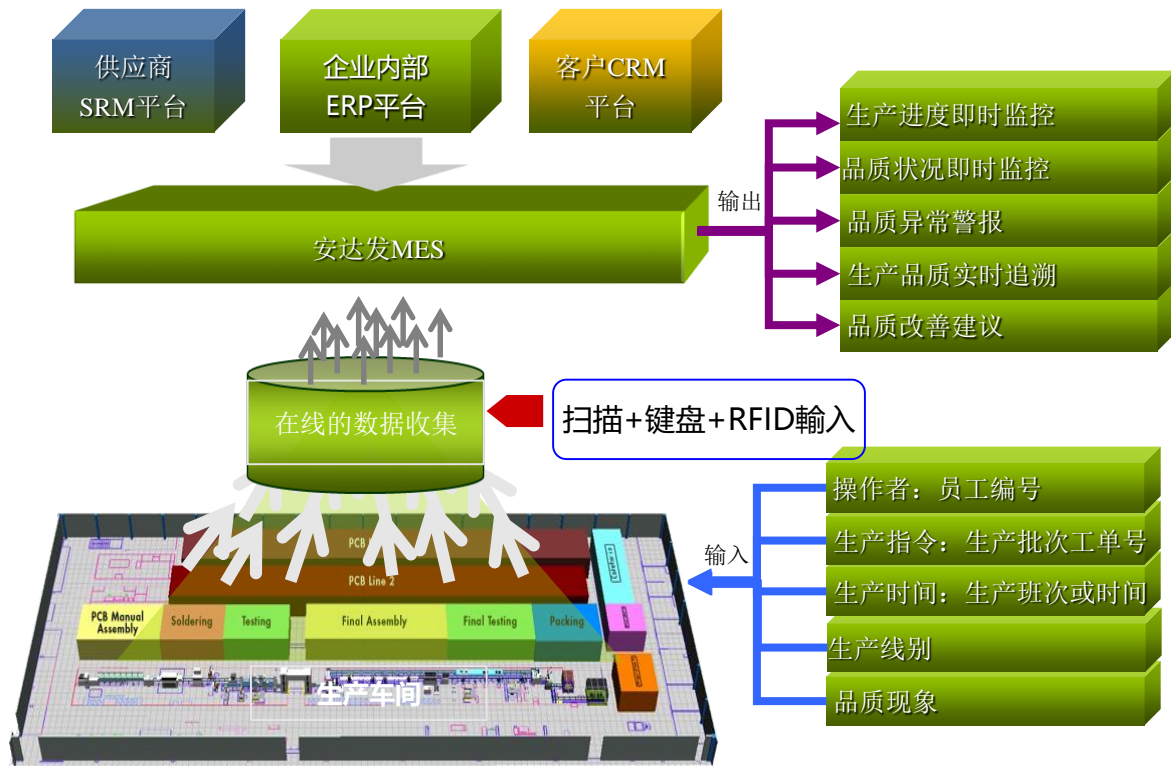 供应商
SRM平台
企业内部
ERP平台
客户CRM
平台
生产进度即时监控
品质状况即时监控
品质异常警报
生产品质实时追溯
品质改善建议
输出
安达发MES
在线的数据收集
扫描+键盘+RFID輸入
操作者：员工编号
生产指令：生产批次工单号
生产时间：生产班次或时间
生产线别
品质现象
输入
PCB
PCB Line 2
PCB Manual
Assembly
Soldering
Testing
Final Assembly
Final Testing
Packing
生产车间